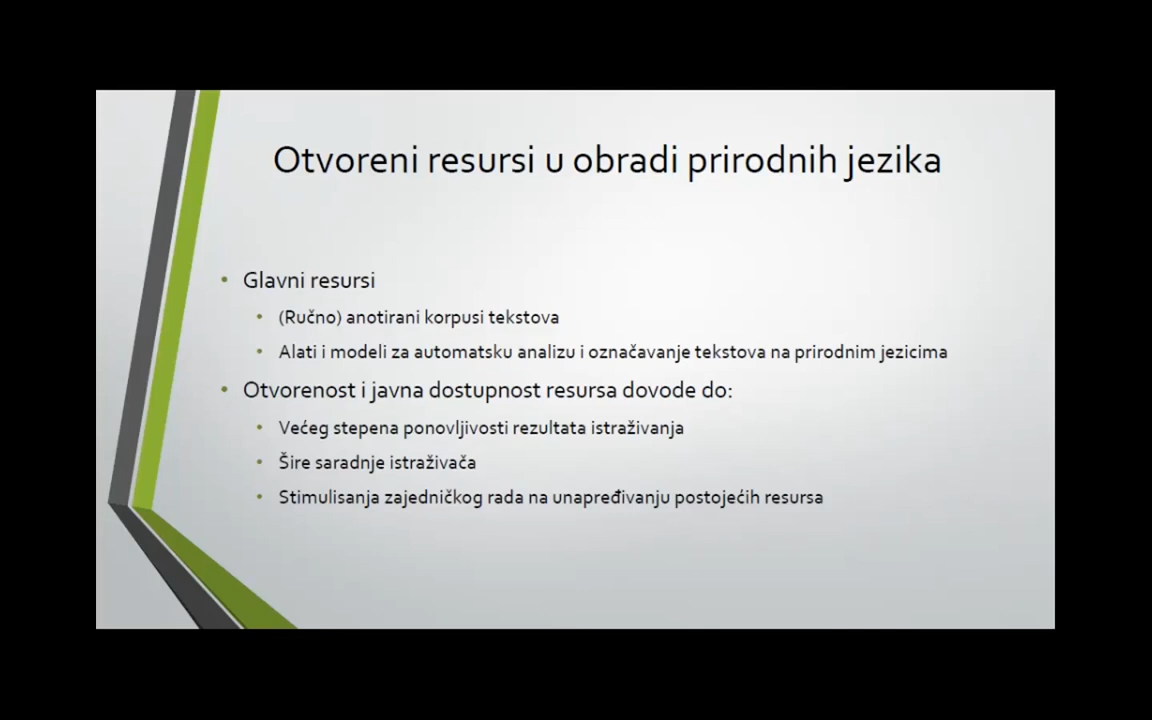 Otvoreni resursi u obradi prirodnih jezika
• Glavni resursi
• (Ručno) anotirani korpusi tekstova
• Alati i modeli za automatsku analizu i označavanje tekstova na prirodnim jezicima
• Otvorenost i javna dostupnost resursa dovode do:
• Većeg stepena ponovljivosti rezultata istraživanja
• Šire saradnje istraživača
• Stimulisanja zajedničkog rada na unapređivanju postojećih resursa